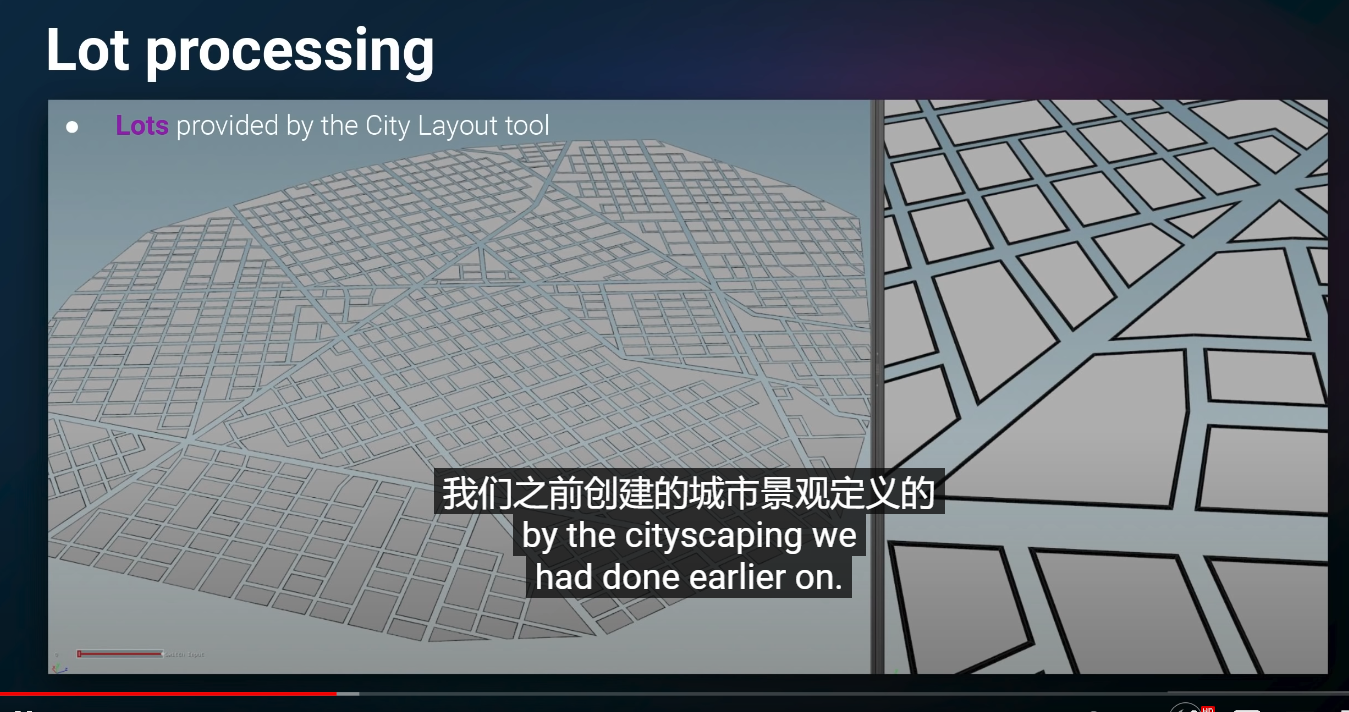 Lot processing
● Lots provided by the City Layout tool
我们之前创建的城市景观定义的
by the cityscaping we
had done earlier on.
HD